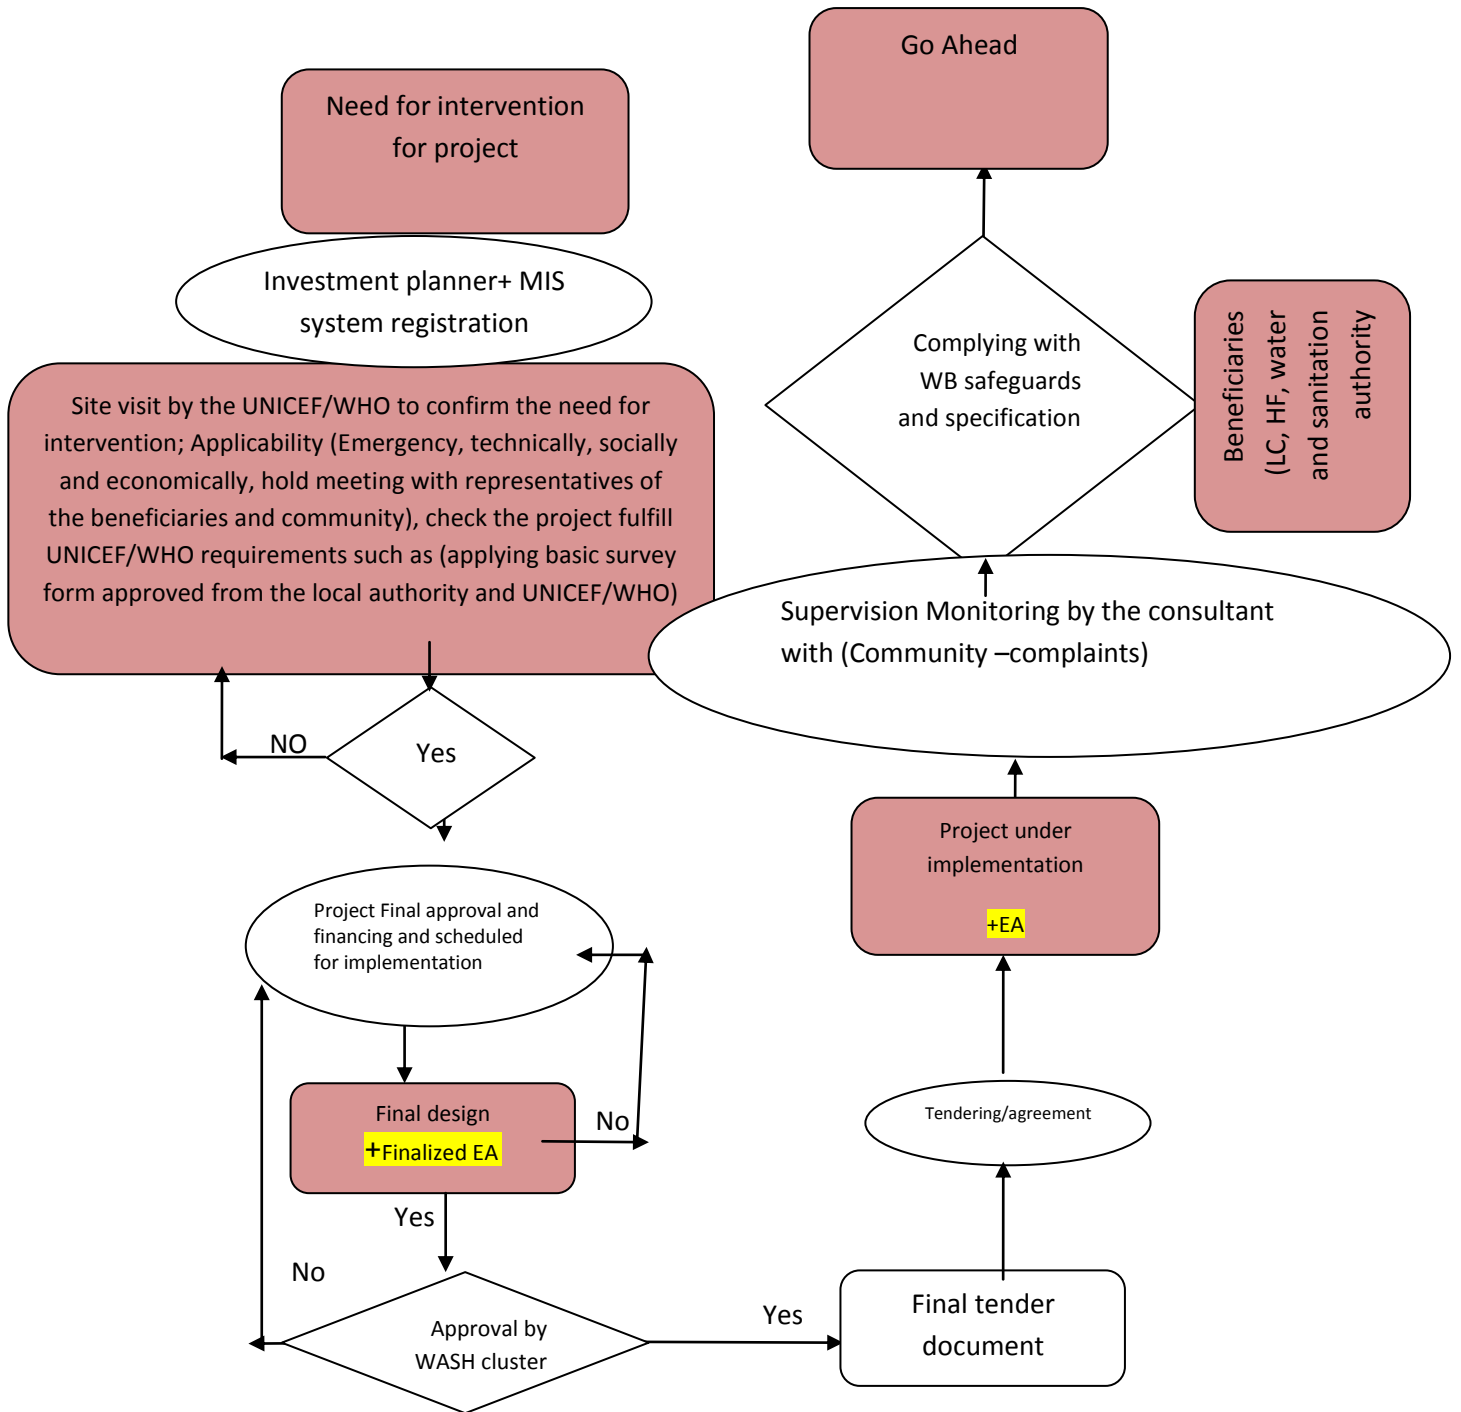 Go Ahead
Need for intervention
for project
Investment planner+ MIS
system registration
Site visit by the UNICEF/WHO to confirm the need for
intervention; Applicability (Emergency, technically, socially
and economically, hold meeting with representatives of
the beneficiaries and community), check the project fulfill
UNICEF/WHO requirements such as (applying basic survey
form approved from the local authority and UNICEF/WHO)
NO
Yes
Project Final approval and
financing and scheduled
for implementation
Final design
+Finalized EA
No
Yes
No
Approval by
WASH cluster
Yes
Final tender
document
Tendering/agreement
Project under
implementation
+EA
Supervision Monitoring by the consultant
with (Community –complaints)
Complying with
WB safeguards
and specification
Beneficiaries
(LC, HF, water
and sanitation
authority